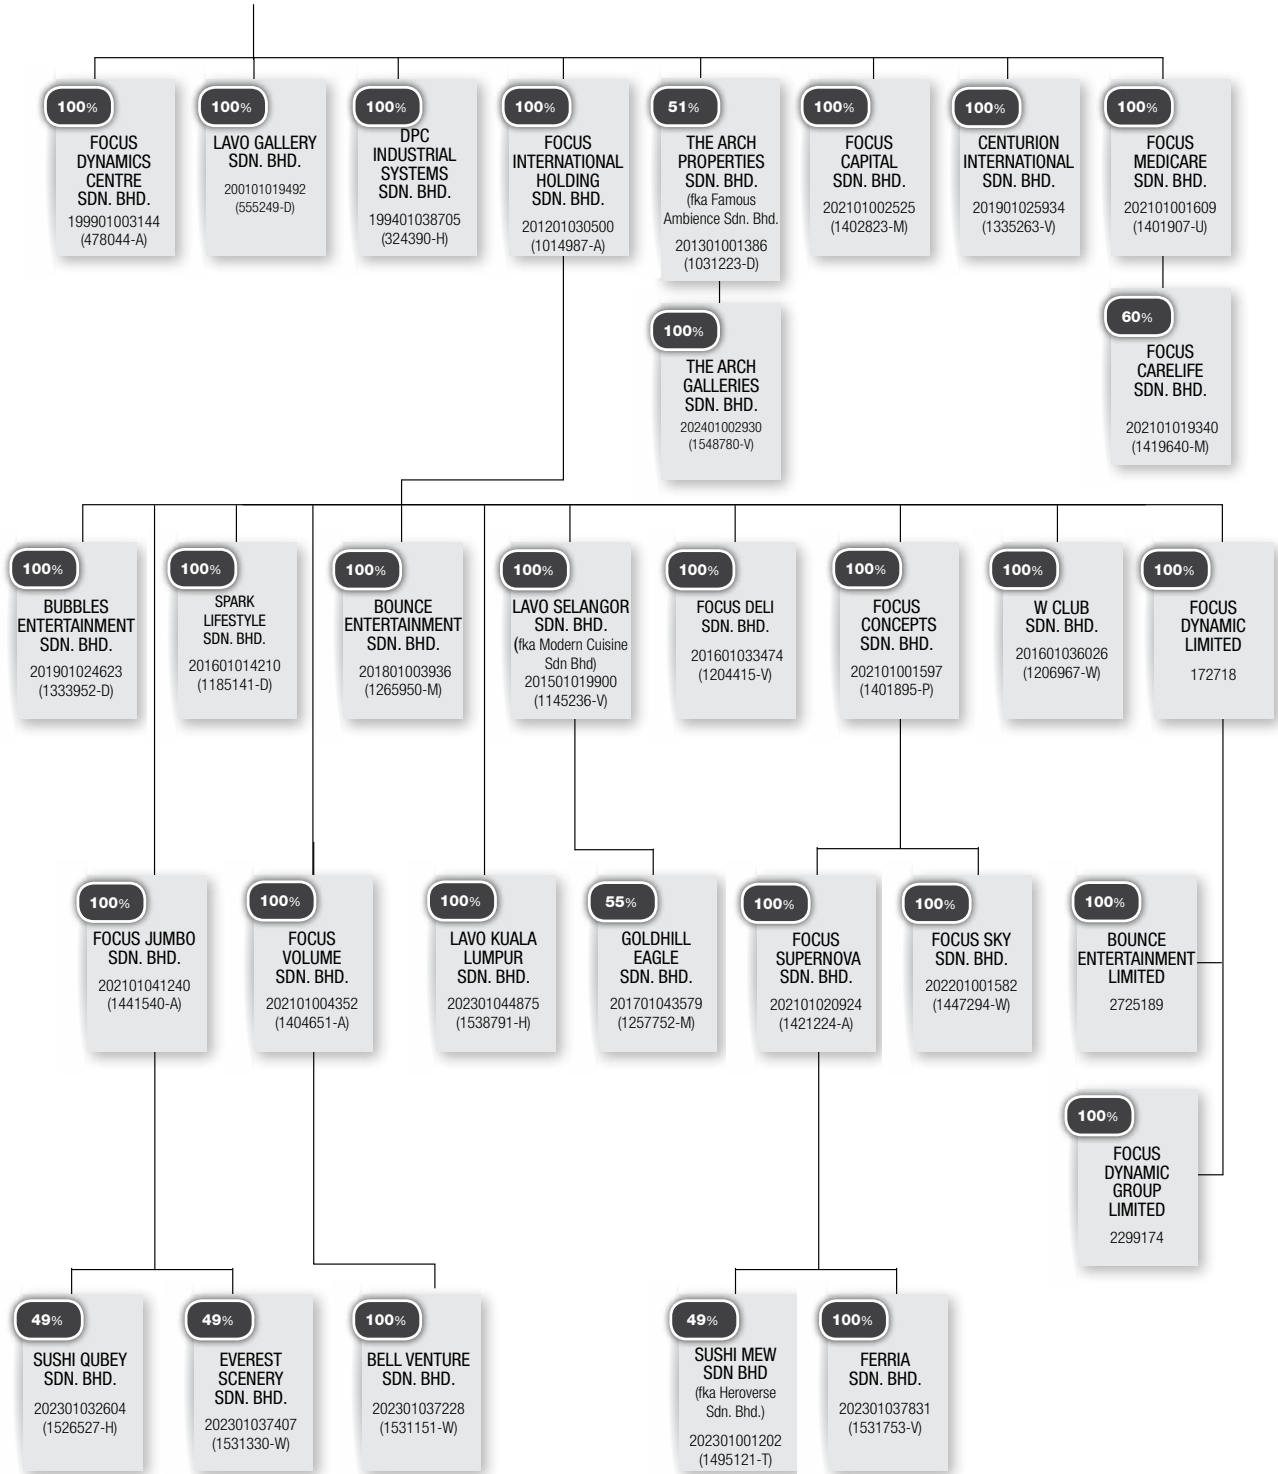 100%
FOCUS
DYNAMICS
CENTRE
SDN. BHD.
199901003144
(478044-A)
100%
LAVO GALLERY
SDN. BHD.
200101019492
(555249-D)
100%
DPC
INDUSTRIAL
SYSTEMS
SDN. BHD.
199401038705
(324390-H)
100%
FOCUS
INTERNATIONAL
HOLDING
SDN. BHD.
201201030500
(1014987-A)
51%
THE ARCH
PROPERTIES
SDN. BHD.
(fka Famous
Ambience Sdn. Bhd.
201301001386
(1031223-D)
100%
FOCUS
CAPITAL
SDN. BHD.
202101002525
(1402823-M)
100%
CENTURION
INTERNATIONAL
SDN. BHD.
201901025934
(1335263-V)
100%
FOCUS
MEDICARE
SDN. BHD.
202101001609
(1401907-U)
100%
THE ARCH
GALLERIES
SDN. BHD.
202401002930
(1548780-V)
60%
FOCUS
CARELIFE
SDN. BHD.
202101019340
(1419640-M)
100%
BUBBLES
ENTERTAINMENT
SDN. BHD.
201901024623
(1333952-D)
100%
SPARK
LIFESTYLE
SDN. BHD.
201601014210
(1185141-D)
100%
BOUNCE
ENTERTAINMENT
SDN. BHD.
201801003936
(1265950-M)
100%
LAVO SELANGOR
SDN. BHD.
(fka Modern Cuisine
Sdn Bhd)
201501019900
(1145236-V)
100%
FOCUS DELI
SDN. BHD.
201601033474
(1204415-V)
100%
FOCUS
CONCEPTS
SDN. BHD.
202101001597
(1401895-P)
100%
W CLUB
SDN. BHD.
201601036026
(1206967-W)
100%
FOCUS
DYNAMIC
LIMITED
172718
100%
FOCUS JUMBO
SDN. BHD.
202101041240
(1441540-A)
100%
FOCUS
VOLUME
SDN. BHD.
202101004352
(1404651-A)
100%
LAVO KUALA
LUMPUR
SDN. BHD.
202301044875
(1538791-H)
55%
GOLDHILL
EAGLE
SDN. BHD.
201701043579
(1257752-M)
100%
FOCUS
SUPERNOVA
SDN. BHD.
202101020924
(1421224-A)
100%
FOCUS SKY
SDN. BHD.
202201001582
(1447294-W)
100%
BOUNCE
ENTERTAINMENT
LIMITED
2725189
100%
FOCUS
DYNAMIC
GROUP
LIMITED
2299174
49%
SUSHI QUBEY
SDN. BHD.
202301032604
(1526527-H)
49%
EVEREST
SCENERY
SDN. BHD.
202301037407
(1531330-W)
100%
BELL VENTURE
SDN. BHD.
202301037228
(1531151-W)
49%
SUSHI MEW
SDN BHD
(fka Heroverse
Sdn. Bhd.)
202301001202
(1495121-T)
100%
FERRIA
SDN. BHD.
202301037831
(1531753-V)